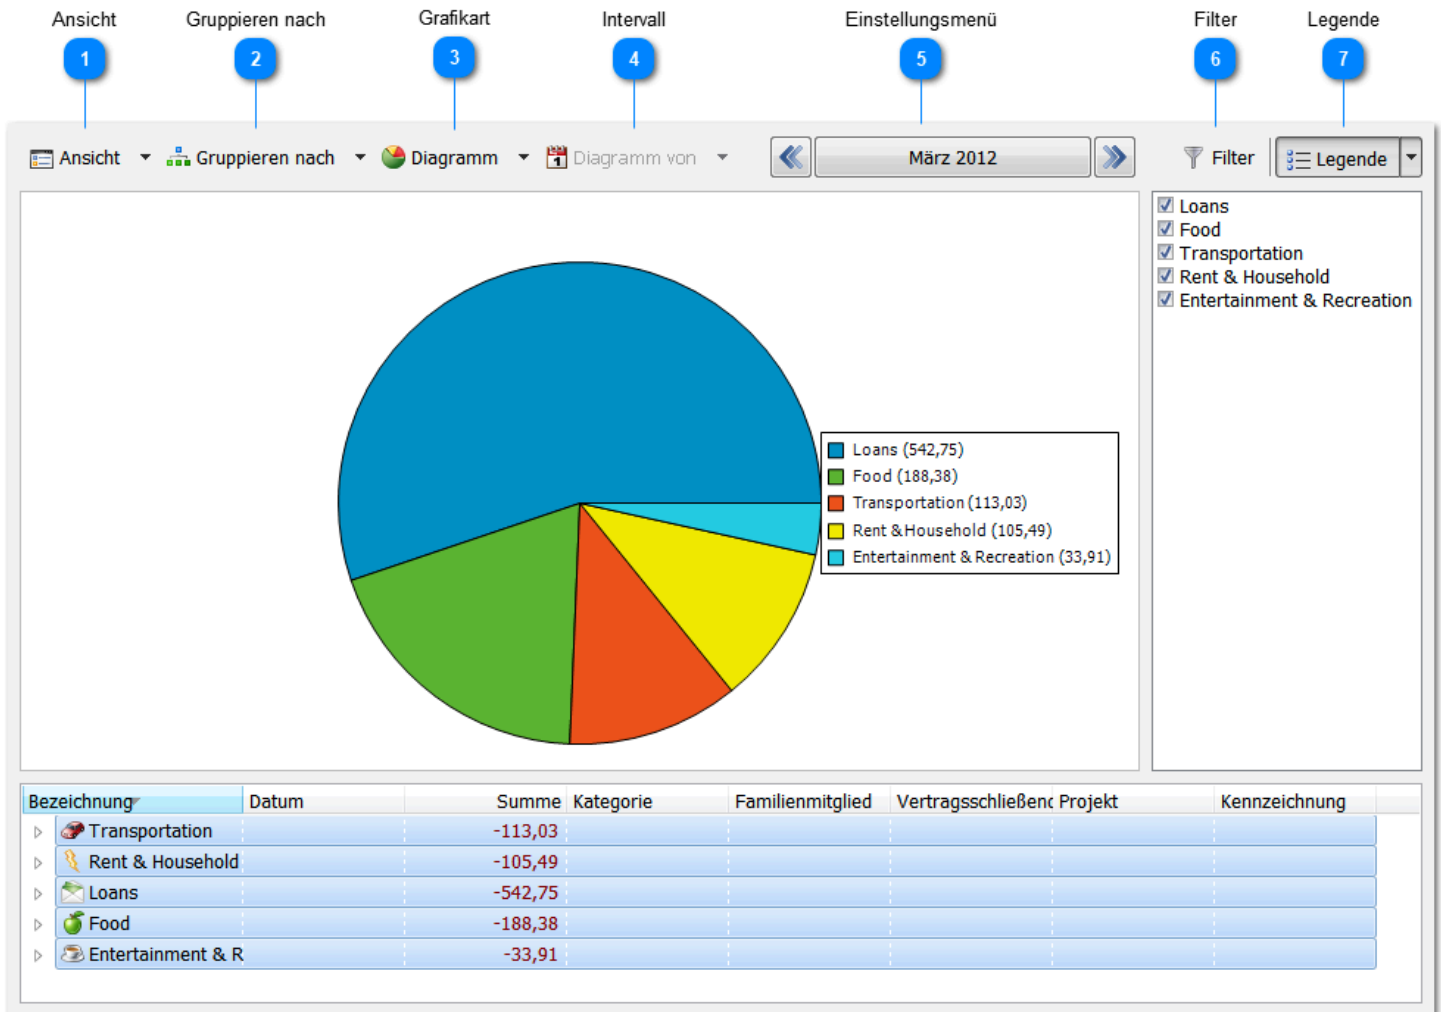 Ansicht Gruppieren nach Grafikart Intervall Einstellungsmenü Filter Legende
1 2 3 4 5 6 7
Ansicht Gruppieren nach Diagramm 1 Diagramm von März 2012 Filter Legende
Loans
Food
Transportation
Rent & Household
Entertainment & Recreation
Loans (542,75)
Food (188,38)
Transportation (113,03)
Rent & Household (105,49)
Entertainment & Recreation (33,91)
Bezeichnung Datum Summe Kategorie Familienmitglied Vertragsschließend Projekt Kennzeichnung
Transportation -113,03
Rent & Household -105,49
Loans -542,75
Food -188,38
Entertainment & R -33,91